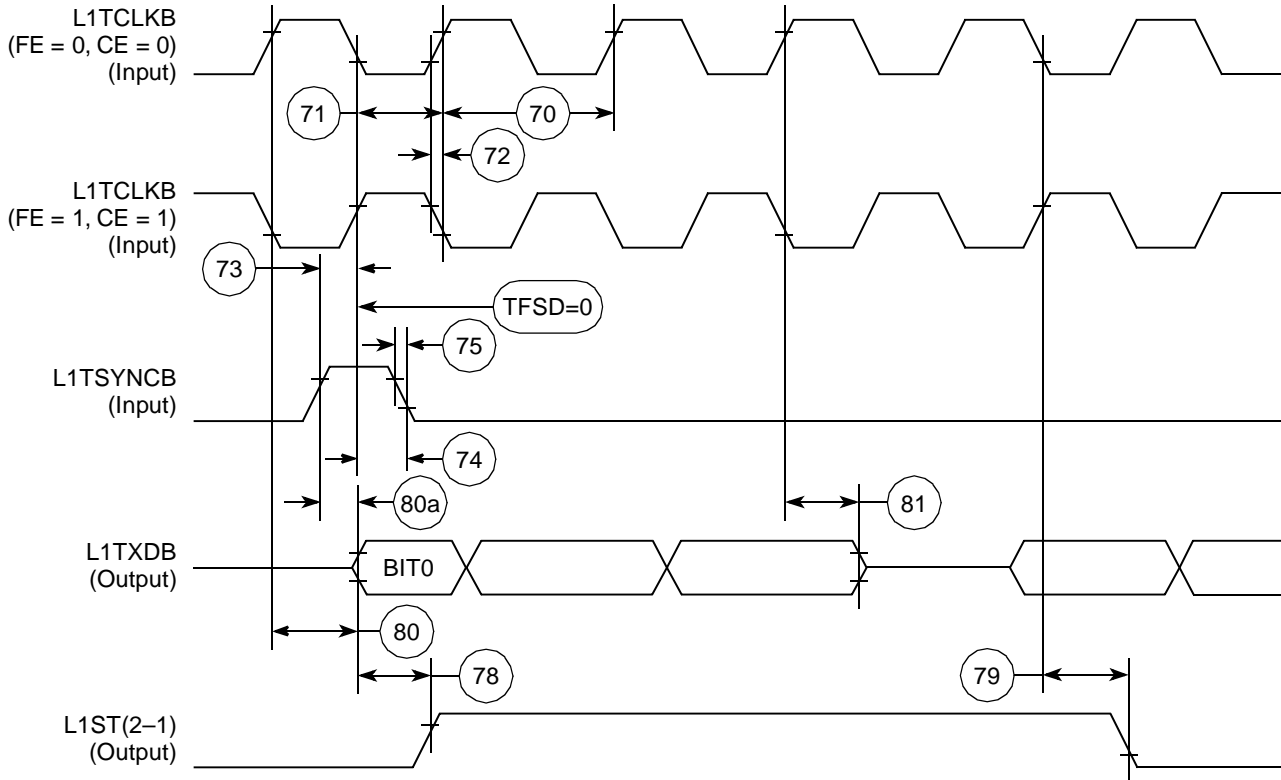 L1TCLKB
(FE = 0, CE = 0)
(Input)
71
70
72
L1TCLKB
(FE = 1, CE = 1)
(Input)
73
TFSD=0
75
L1TSYNCB
(Input)
74
80a
81
L1TXDB
(Output)
BIT0
80
78
79
L1ST(2–1)
(Output)